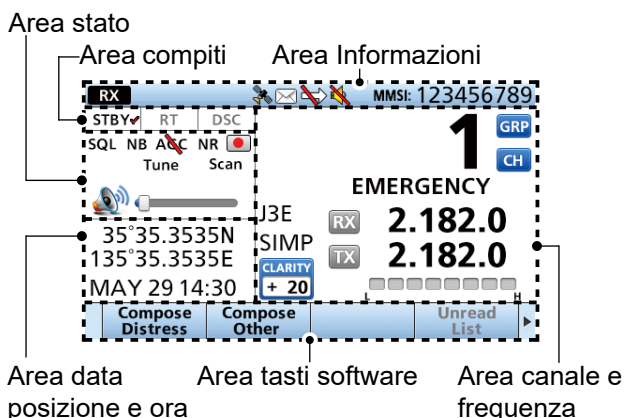 Area stato
Area compiti
Area Informazioni
RX
MMSI: 123456789
STBY RT DSC
SQL NB AGC NR
Tune Scan
1
GRP
CH
EMERGENCY
J3E
RX 2.182.0
SIMP
TX 2.182.0
CLARITY
+ 20
L H
35°35.3535N
135°35.3535E
MAY 29 14:30
Compose Distress
Compose Other
Unread List
Area data posizione e ora
Area tasti software
Area canale e frequenza